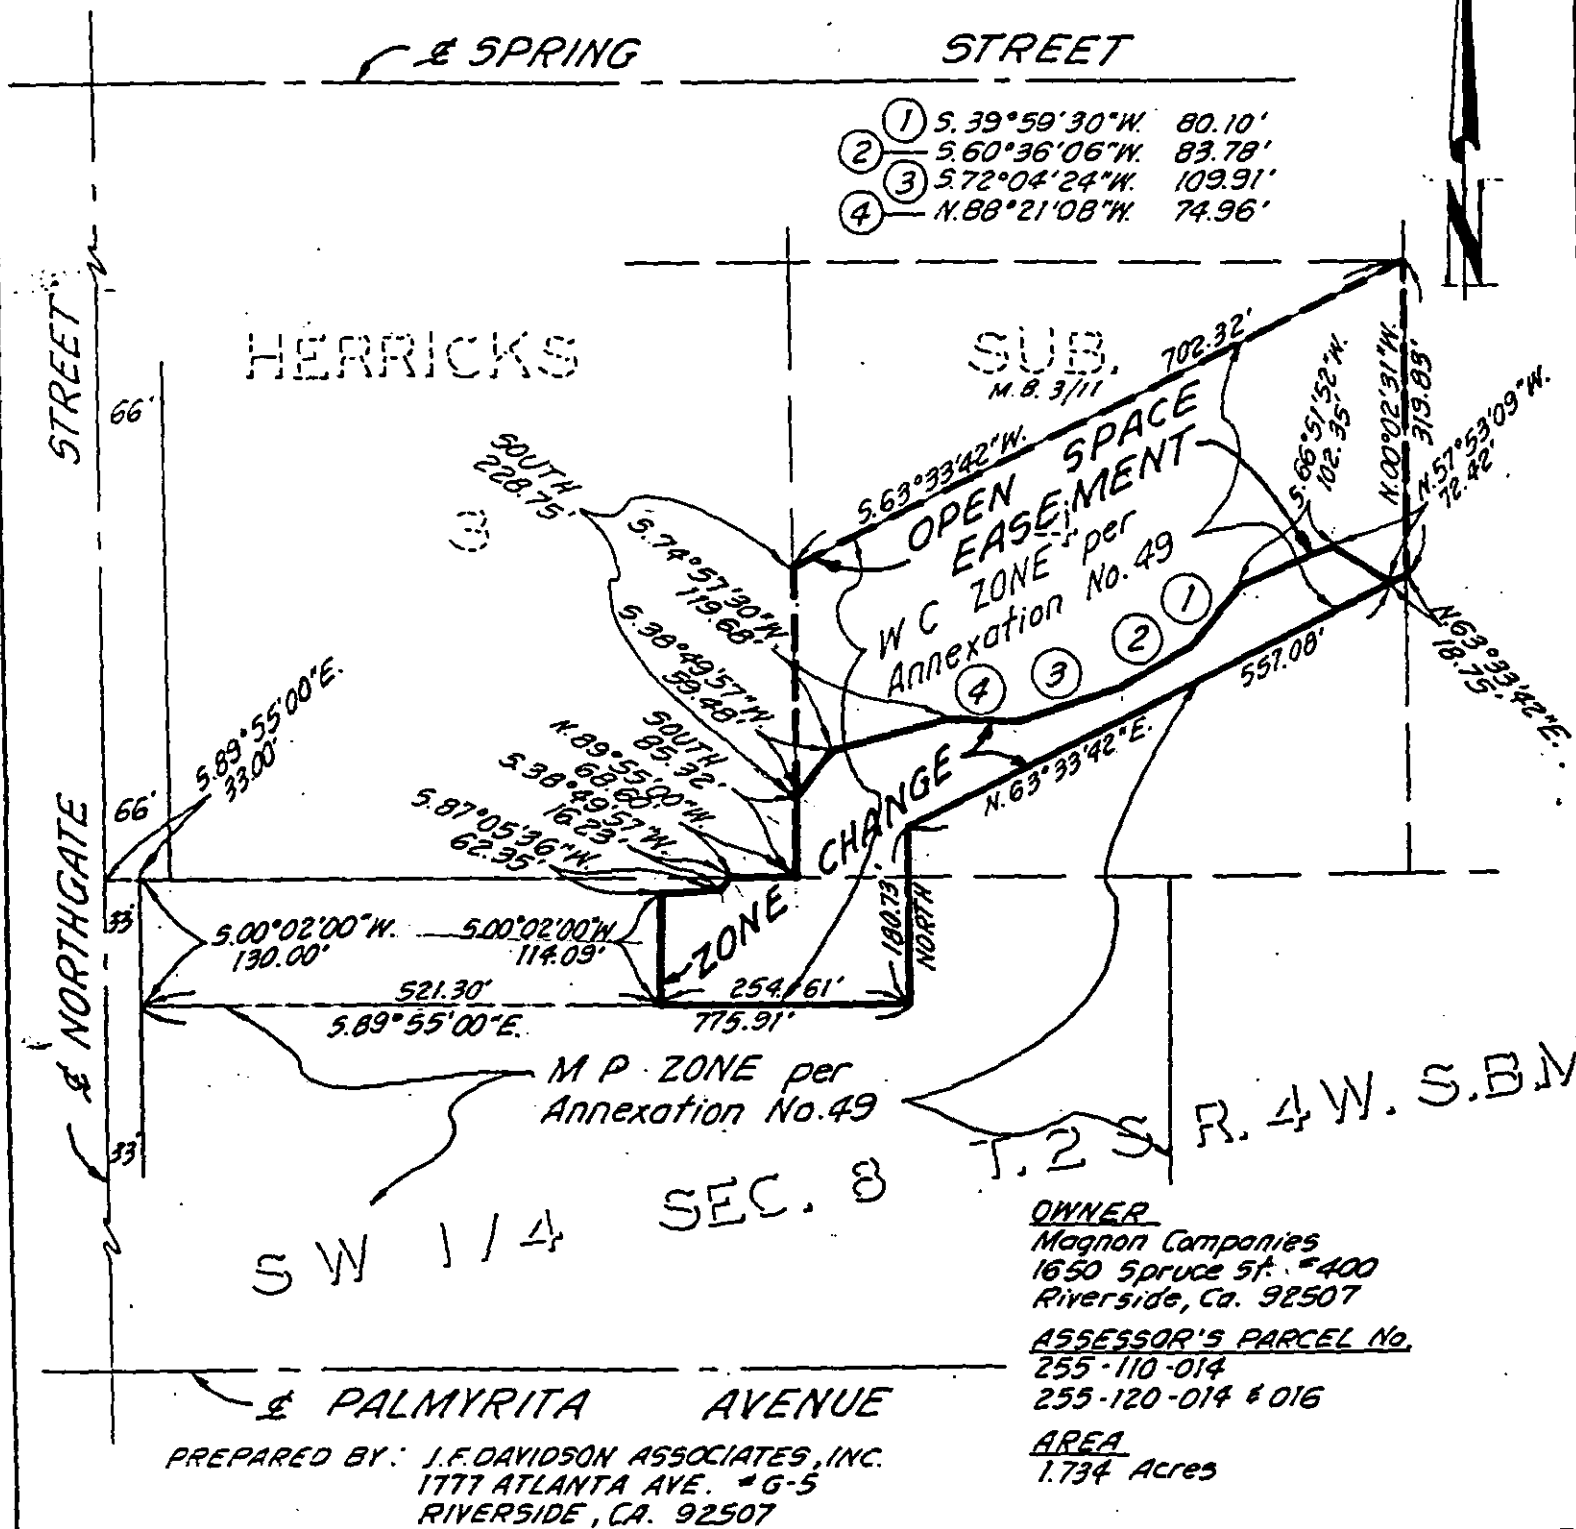 ℄ SPRING STREET
① S.39°59'30"W. 80.10'
② S.60°36'06"W. 83.78'
③ S.72°04'24"W. 109.91'
④ N.88°21'08"W. 74.96'
N
STREET
66'
HERRICKS SUB.
M.B. 3/11
702.32'
S.63°33'42"W.
OPEN SPACE
EASEMENT
W C ZONE per
Annexation No. 49
S.66°51'52"W.
102.35'
N.00°02'31"W.
319.83'
N.57°53'09"W.
72.42'
SOUTH
228.75'
3
S.74°57'30"W.
119.68'
S.38°49'57"W.
59.48'
SOUTH
85.32'
N.89°55'00"W.
68.60'
S.38°49'57"W.
16.23'
S.87°05'36"W.
62.35'
①
②
③
④
557.08'
N.63°33'42"E.
N.63°33'42"E.
18.75'
S.89°55'00"E.
33.00'
66'
ZONE CHANGE
33'
S.00°02'00"W.
130.00'
S.00°02'00"W
114.09'
180.73
NORTH
521.30'
254.61'
S.89°55'00"E.
775.91'
℄ NORTHGATE
M P ZONE per
Annexation No.49
33'
SW 1/4 SEC. 8 T.2S. R.4W. S.B.M
OWNER
Magnon Companies
1650 Spruce St. #400
Riverside, Ca. 92507
ASSESSOR'S PARCEL No.
255-110-014
255-120-014 & 016
AREA
1.734 Acres
℄ PALMYRITA AVENUE
PREPARED BY: J.F. DAVIDSON ASSOCIATES, INC.
1777 ATLANTA AVE. #G-5
RIVERSIDE, CA. 92507